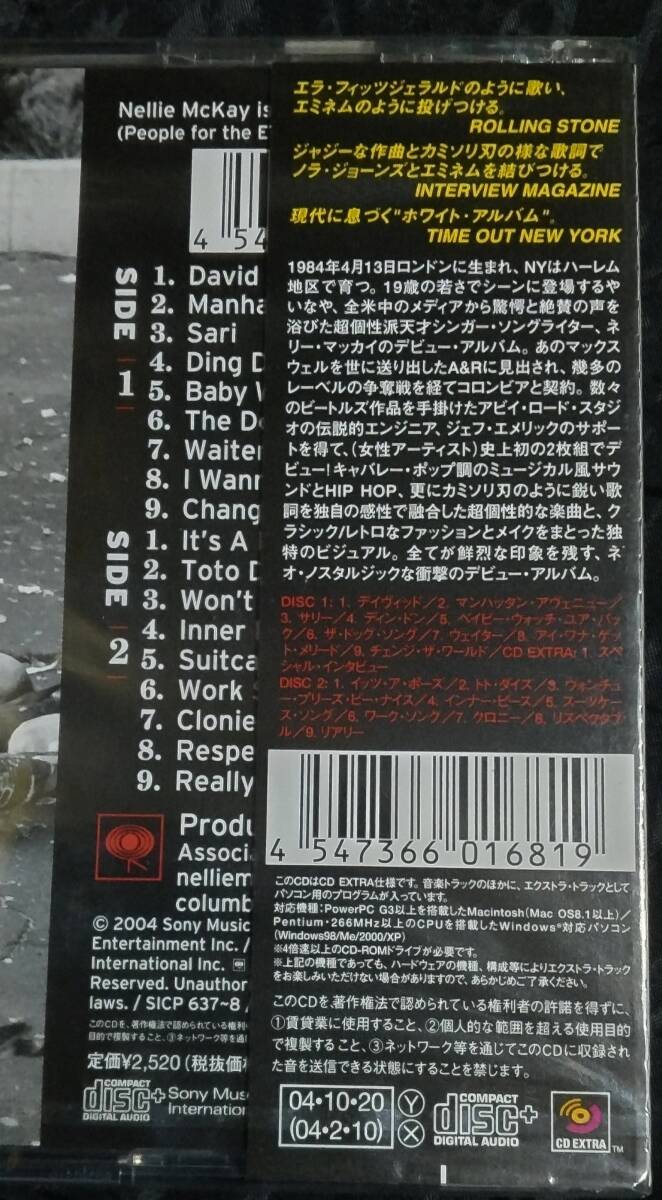 Nellie McKay is
(People for the E
4 54
SIDE 1
1. David
2. Manha
3. Sari
4. Ding D
5. Baby W
6. The D
7. Waiter
8. I Wann
9. Chang
SIDE 2
1. It's A
2. Toto D
3. Won't
4. Inner
5. Suitca
6. Work S
7. Clonie
8. Respe
9. Really
Produ
Associ
nelliem
columb
© 2004 Sony Music
Entertainment Inc. /
International Inc.
Reserved. Unauthor
laws. / SICP 637~8 /
このCDを、著作権法で認められている権利
目的で複製すること、③ネットワーク等を通じ
定価¥2,520(税抜価
COMPACT
disc+
DIGITAL AUDIO
Sony Mus
Internation
エラ・フィッツジェラルドのように歌い、
エミネムのように投げつける。
ROLLING STONE
ジャジーな作曲とカミソリ刃の様な歌詞で
ノラ・ジョーンズとエミネムを結びつける。
INTERVIEW MAGAZINE
現代に息づく"ホワイト・アルバム"。
TIME OUT NEW YORK
1984年4月13日ロンドンに生まれ、NYはハーレム
地区で育つ。19歳の若さでシーンに登場するや
いなや、全米中のメディアから驚愕と絶賛の声を
浴びた超個性派天才シンガー・ソングライター、ネ
リー・マッカイのデビュー・アルバム。あのマックス
ウェルを世に送り出したA&Rに見出され、幾多の
レーベルの争奪戦を経てコロンビアと契約。数々
のビートルズ作品を手掛けたアビイ・ロード・スタジ
オの伝説的エンジニア、ジェフ・エメリックのサポー
トを得て、(女性アーティスト)史上初の2枚組でデ
ビュー!キャバレー・ポップ調のミュージカル風サウ
ンドとHIP HOP、更にカミソリ刃のように鋭い歌
詞を独自の感性で融合した超個性的な楽曲と、ク
ラシック/レトロなファッションとメイクをまとった独
特のビジュアル。全てが鮮烈な印象を残す、ネ
オ・ノスタルジックな衝撃のデビュー・アルバム。
DISC 1: 1. デイヴィッド/2. マンハッタン・アヴェニュー/
3. サリー/4. ディン・ドン/5. ベイビー・ウォッチ・ユア・バッ
ク/6. ザ・ドッグ・ソング/7. ウェイター/8. アイ・ワナ・ゲッ
ト・メリード/9. チェンジ・ザ・ワールド/CD EXTRA: 1. スペ
シャル・インタビュー
DISC 2: 1. イッツ・ア・ポーズ/2. トト・ダイズ/3. ウォンチュ
ー・プリーズ・ビー・ナイス/4. インナー・ピース/5. スーツケ
ース・ソング/6. ワーク・ソング/7. クロニー/8. リスペクタブ
ル/9. リアリー
4 547366 016819
このCDはCD EXTRA仕様です。音楽トラックのほかに、エクストラ・トラックとして
パソコン用のプログラムが入っています。
対応機種:PowerPC G3以上を搭載したMacintosh(Mac OS8.1以上)/
Pentium・266MHz以上のCPUを搭載したWindows®対応パソコン
(Windows98/Me/2000/XP)
※4倍速以上のCD-ROMドライブが必要です。
※上記の機種であっても、ハードウェアの機種、構成等によりエクストラ・トラック
をお楽しみいただけない場合がありますので、あらかじめご了承ください。
このCDを、著作権法で認められている権利者の許諾を得ずに、
①賃貸業に使用すること、②個人的な範囲を超える使用目的
で複製すること、③ネットワーク等を通じてこのCDに収録され
た音を送信できる状態にすることを禁じます。
04・10・20 Ⓨ
(04・2・10) Ⓧ
COMPACT
disc+
DIGITAL AUDIO
CD EXTRA TM